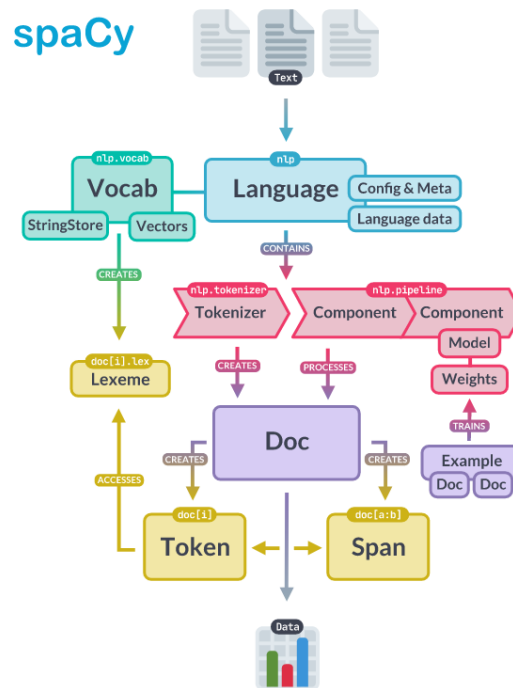 spaCy
Text
nlp.vocab
nlp
Vocab
Language
Config & Meta
StringStore
Vectors
Language data
CREATES
CONTAINS
nlp.tokenizer
nlp.pipeline
Tokenizer
Component
Component
Model
Weights
doc[i].lex
Lexeme
CREATES
PROCESSES
TRAINS
Doc
Example
Doc
Doc
ACCESSES
CREATES
CREATES
doc[i]
doc[a:b]
Token
Span
Data